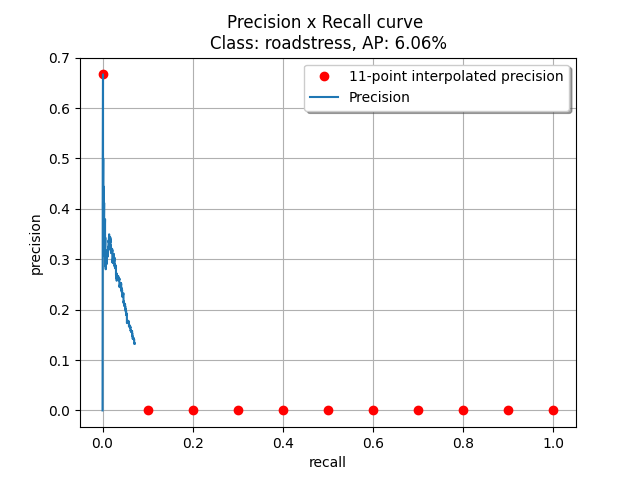 Precision x Recall curve
Class: roadstress, AP: 6.06%
11-point interpolated precision
Precision
0.7
0.6
0.5
0.4
0.3
0.2
0.1
0.0
precision
0.0 0.2 0.4 0.6 0.8 1.0
recall